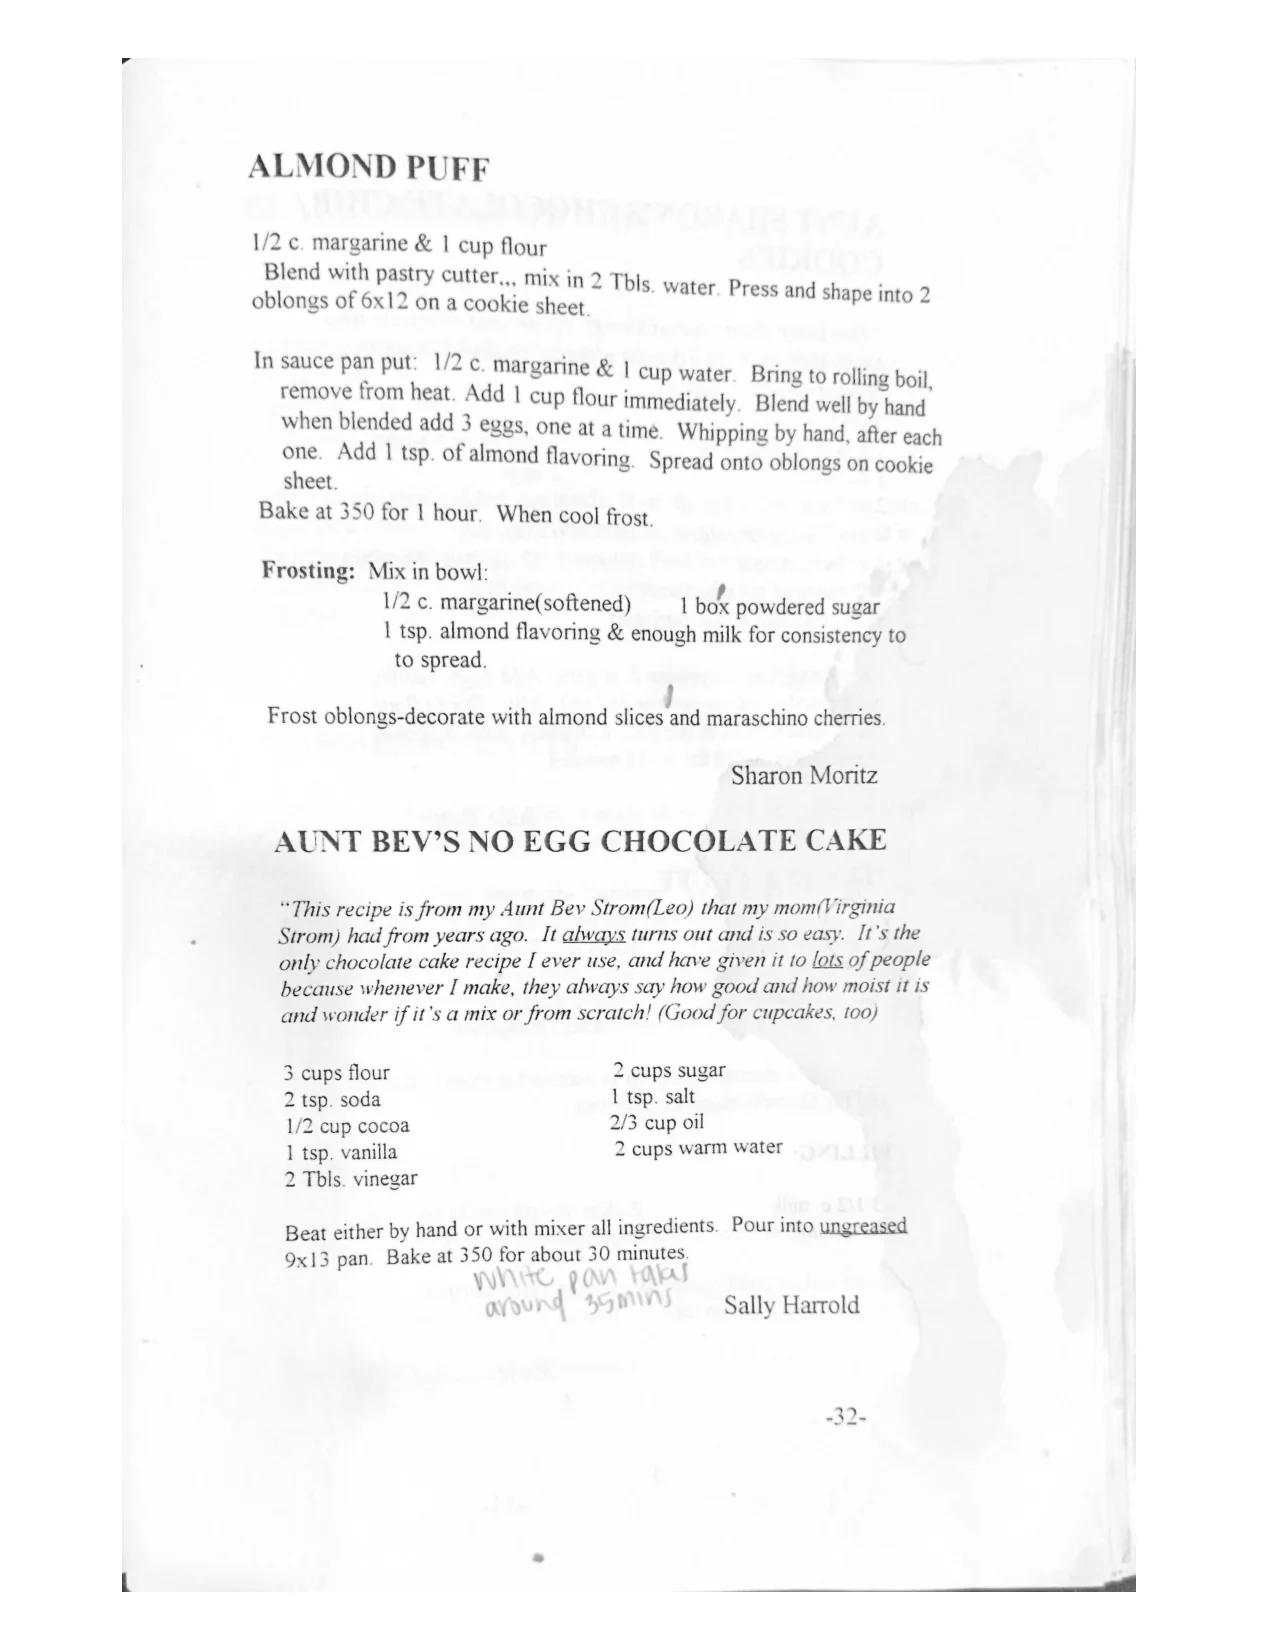 ALMOND PUFF
1/2 c. margarine & 1 cup flour
Blend with pastry cutter,.. mix in 2 Tbls. water. Press and shape into 2
oblongs of 6x12 on a cookie sheet.
In sauce pan put: 1/2 c. margarine & 1 cup water. Bring to rolling boil,
remove from heat. Add 1 cup flour immediately. Blend well by hand
when blended add 3 eggs, one at a time. Whipping by hand, after each
one. Add 1 tsp. of almond flavoring. Spread onto oblongs on cookie
sheet.
Bake at 350 for 1 hour. When cool frost.
Frosting: Mix in bowl:
1/2 c. margarine(softened) 1 box powdered sugar
1 tsp. almond flavoring & enough milk for consistency to
to spread.
Frost oblongs-decorate with almond slices and maraschino cherries.
Sharon Moritz
AUNT BEV'S NO EGG CHOCOLATE CAKE
"This recipe is from my Aunt Bev Strom(Leo) that my mom(Virginia
Strom) had from years ago. It always turns out and is so easy. It's the
only chocolate cake recipe I ever use, and have given it to lots of people
because whenever I make, they always say how good and how moist it is
and wonder if it's a mix or from scratch! (Good for cupcakes, too)
3 cups flour 2 cups sugar
2 tsp. soda 1 tsp. salt
1/2 cup cocoa 2/3 cup oil
1 tsp. vanilla 2 cups warm water
2 Tbls. vinegar
Beat either by hand or with mixer all ingredients. Pour into ungreased
9x13 pan. Bake at 350 for about 30 minutes.
White pan takes
around 35 mins
Sally Harrold
-32-